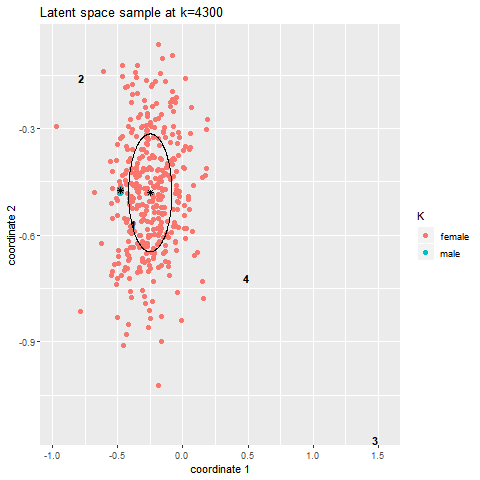 Latent space sample at k=4300
2
1
4
3
-0.3
-0.6
-0.9
coordinate 2
-1.0 -0.5 0.0 0.5 1.0 1.5
coordinate 1
K
female
male